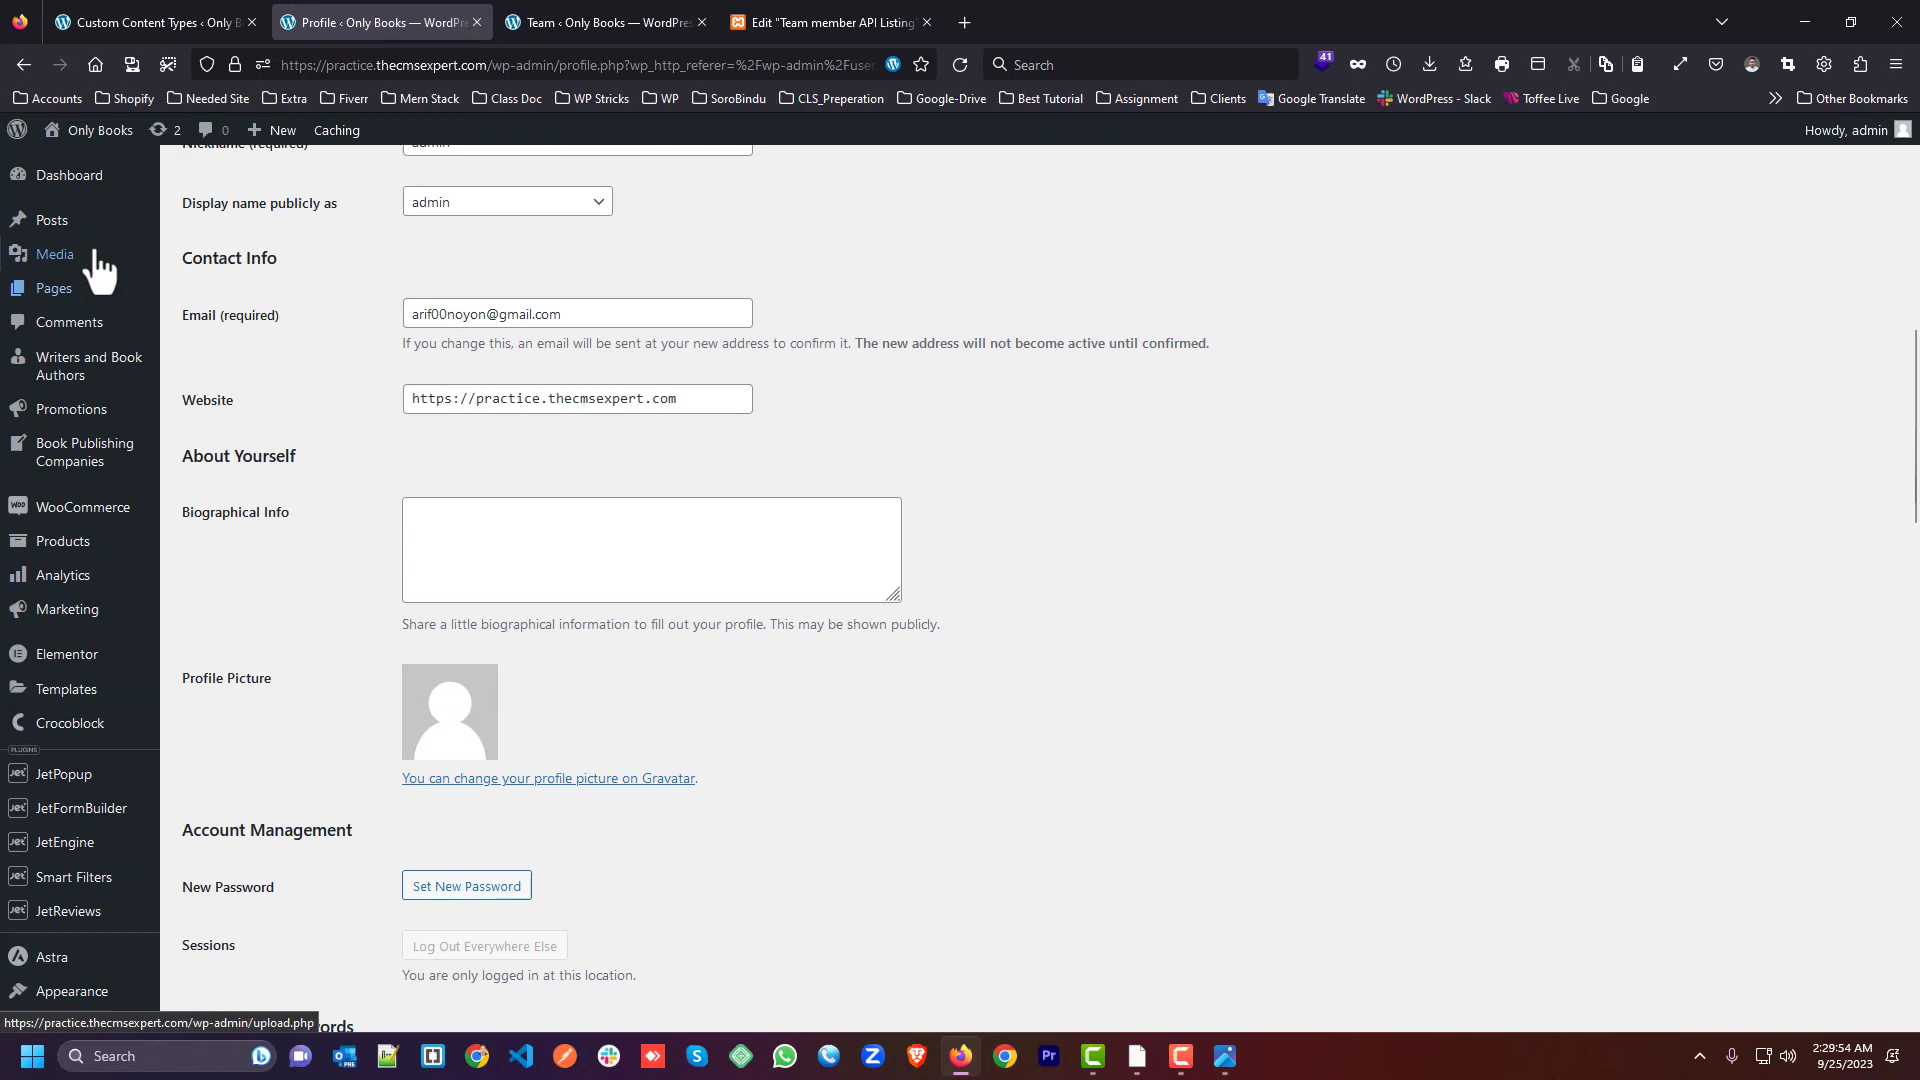 Custom Content Types ‹ Only B
Profile ‹ Only Books — WordPre
Team ‹ Only Books — WordPres
Edit "Team member API Listing"
https://practice.thecmsexpert.com/wp-admin/profile.php?wp_http_referer=%2Fwp-admin%2Fuser
Search
41
Accounts
Shopify
Needed Site
Extra
Fiverr
Mern Stack
Class Doc
WP Stricks
WP
SoroBindu
CLS_Preperation
Google-Drive
Best Tutorial
Assignment
Clients
Google Translate
WordPress - Slack
Toffee Live
Google
Other Bookmarks
Only Books
2
0
New
Caching
Howdy, admin
Dashboard
Posts
Media
Pages
Comments
Writers and Book
Authors
Promotions
Book Publishing
Companies
WooCommerce
Products
Analytics
Marketing
Elementor
Templates
Crocoblock
PLUGINS
JetPopup
JetFormBuilder
JetEngine
Smart Filters
JetReviews
Astra
Appearance
Nickname (required)
admin
Display name publicly as
admin
Contact Info
Email (required)
arif00noyon@gmail.com
If you change this, an email will be sent at your new address to confirm it. The new address will not become active until confirmed.
Website
https://practice.thecmsexpert.com
About Yourself
Biographical Info
Share a little biographical information to fill out your profile. This may be shown publicly.
Profile Picture
You can change your profile picture on Gravatar.
Account Management
New Password
Set New Password
Sessions
Log Out Everywhere Else
You are only logged in at this location.
https://practice.thecmsexpert.com/wp-admin/upload.php
Search
2:29:54 AM
9/25/2023